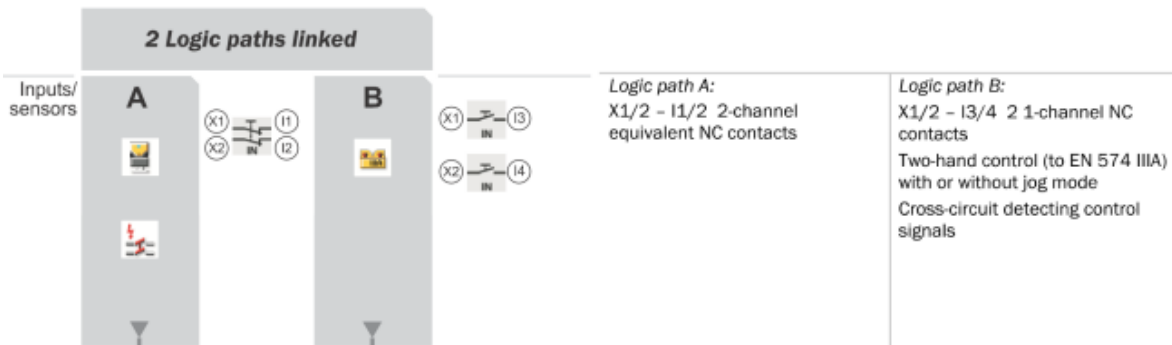 2 Logic paths linked
Inputs/
sensors
A
X1
I1
X2
I2
IN
B
X1
I3
IN
X2
I4
IN
Logic path A:
X1/2 – I1/2 2-channel
equivalent NC contacts
Logic path B:
X1/2 – I3/4 2 1-channel NC
contacts
Two-hand control (to EN 574 IIIA)
with or without jog mode
Cross-circuit detecting control
signals